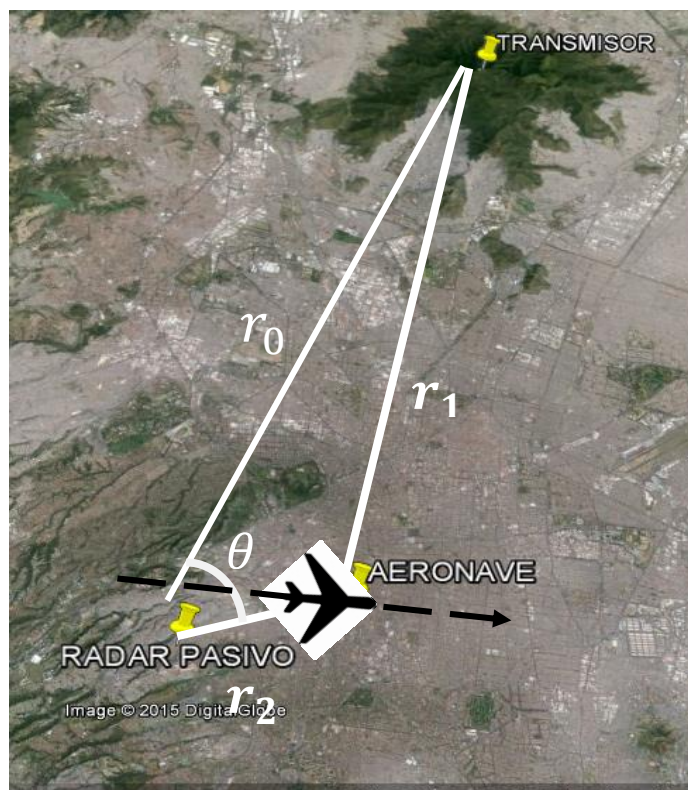 TRANSMISOR
r₀
r₁
θ
AERONAVE
RADAR PASIVO
r₂
Image © 2015 DigitalGlobe